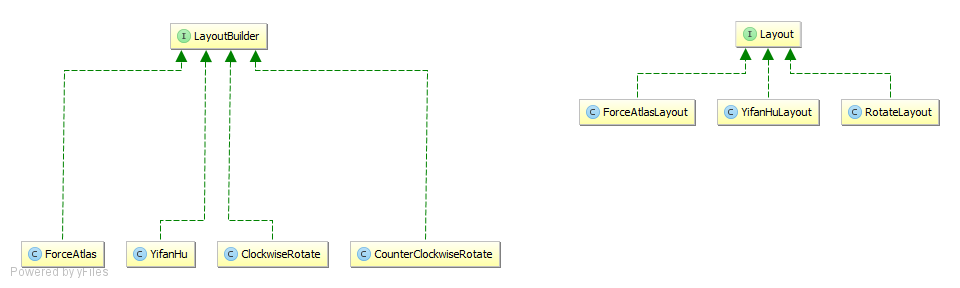 I LayoutBuilder
I Layout
C ForceAtlasLayout
C YifanHuLayout
C RotateLayout
C ForceAtlas
C YifanHu
C ClockwiseRotate
C CounterClockwiseRotate
Powered by yFiles